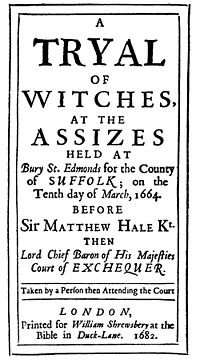 A
TRYAL
OF
WITCHES,
AT THE
ASSIZES
HELD AT
Bury St. Edmonds for the County
of SUFFOLK; on the
Tenth day of March, 1664.
BEFORE
Sir MATTHEW HALE Kt.
THEN
Lord Chief Baron of His Majesties
Court of EXCHEQUER.
Taken by a Person then Attending the Court
LONDON,
Printed for William Shrewsbery at the
Bible in Duck-Lane. 1682.